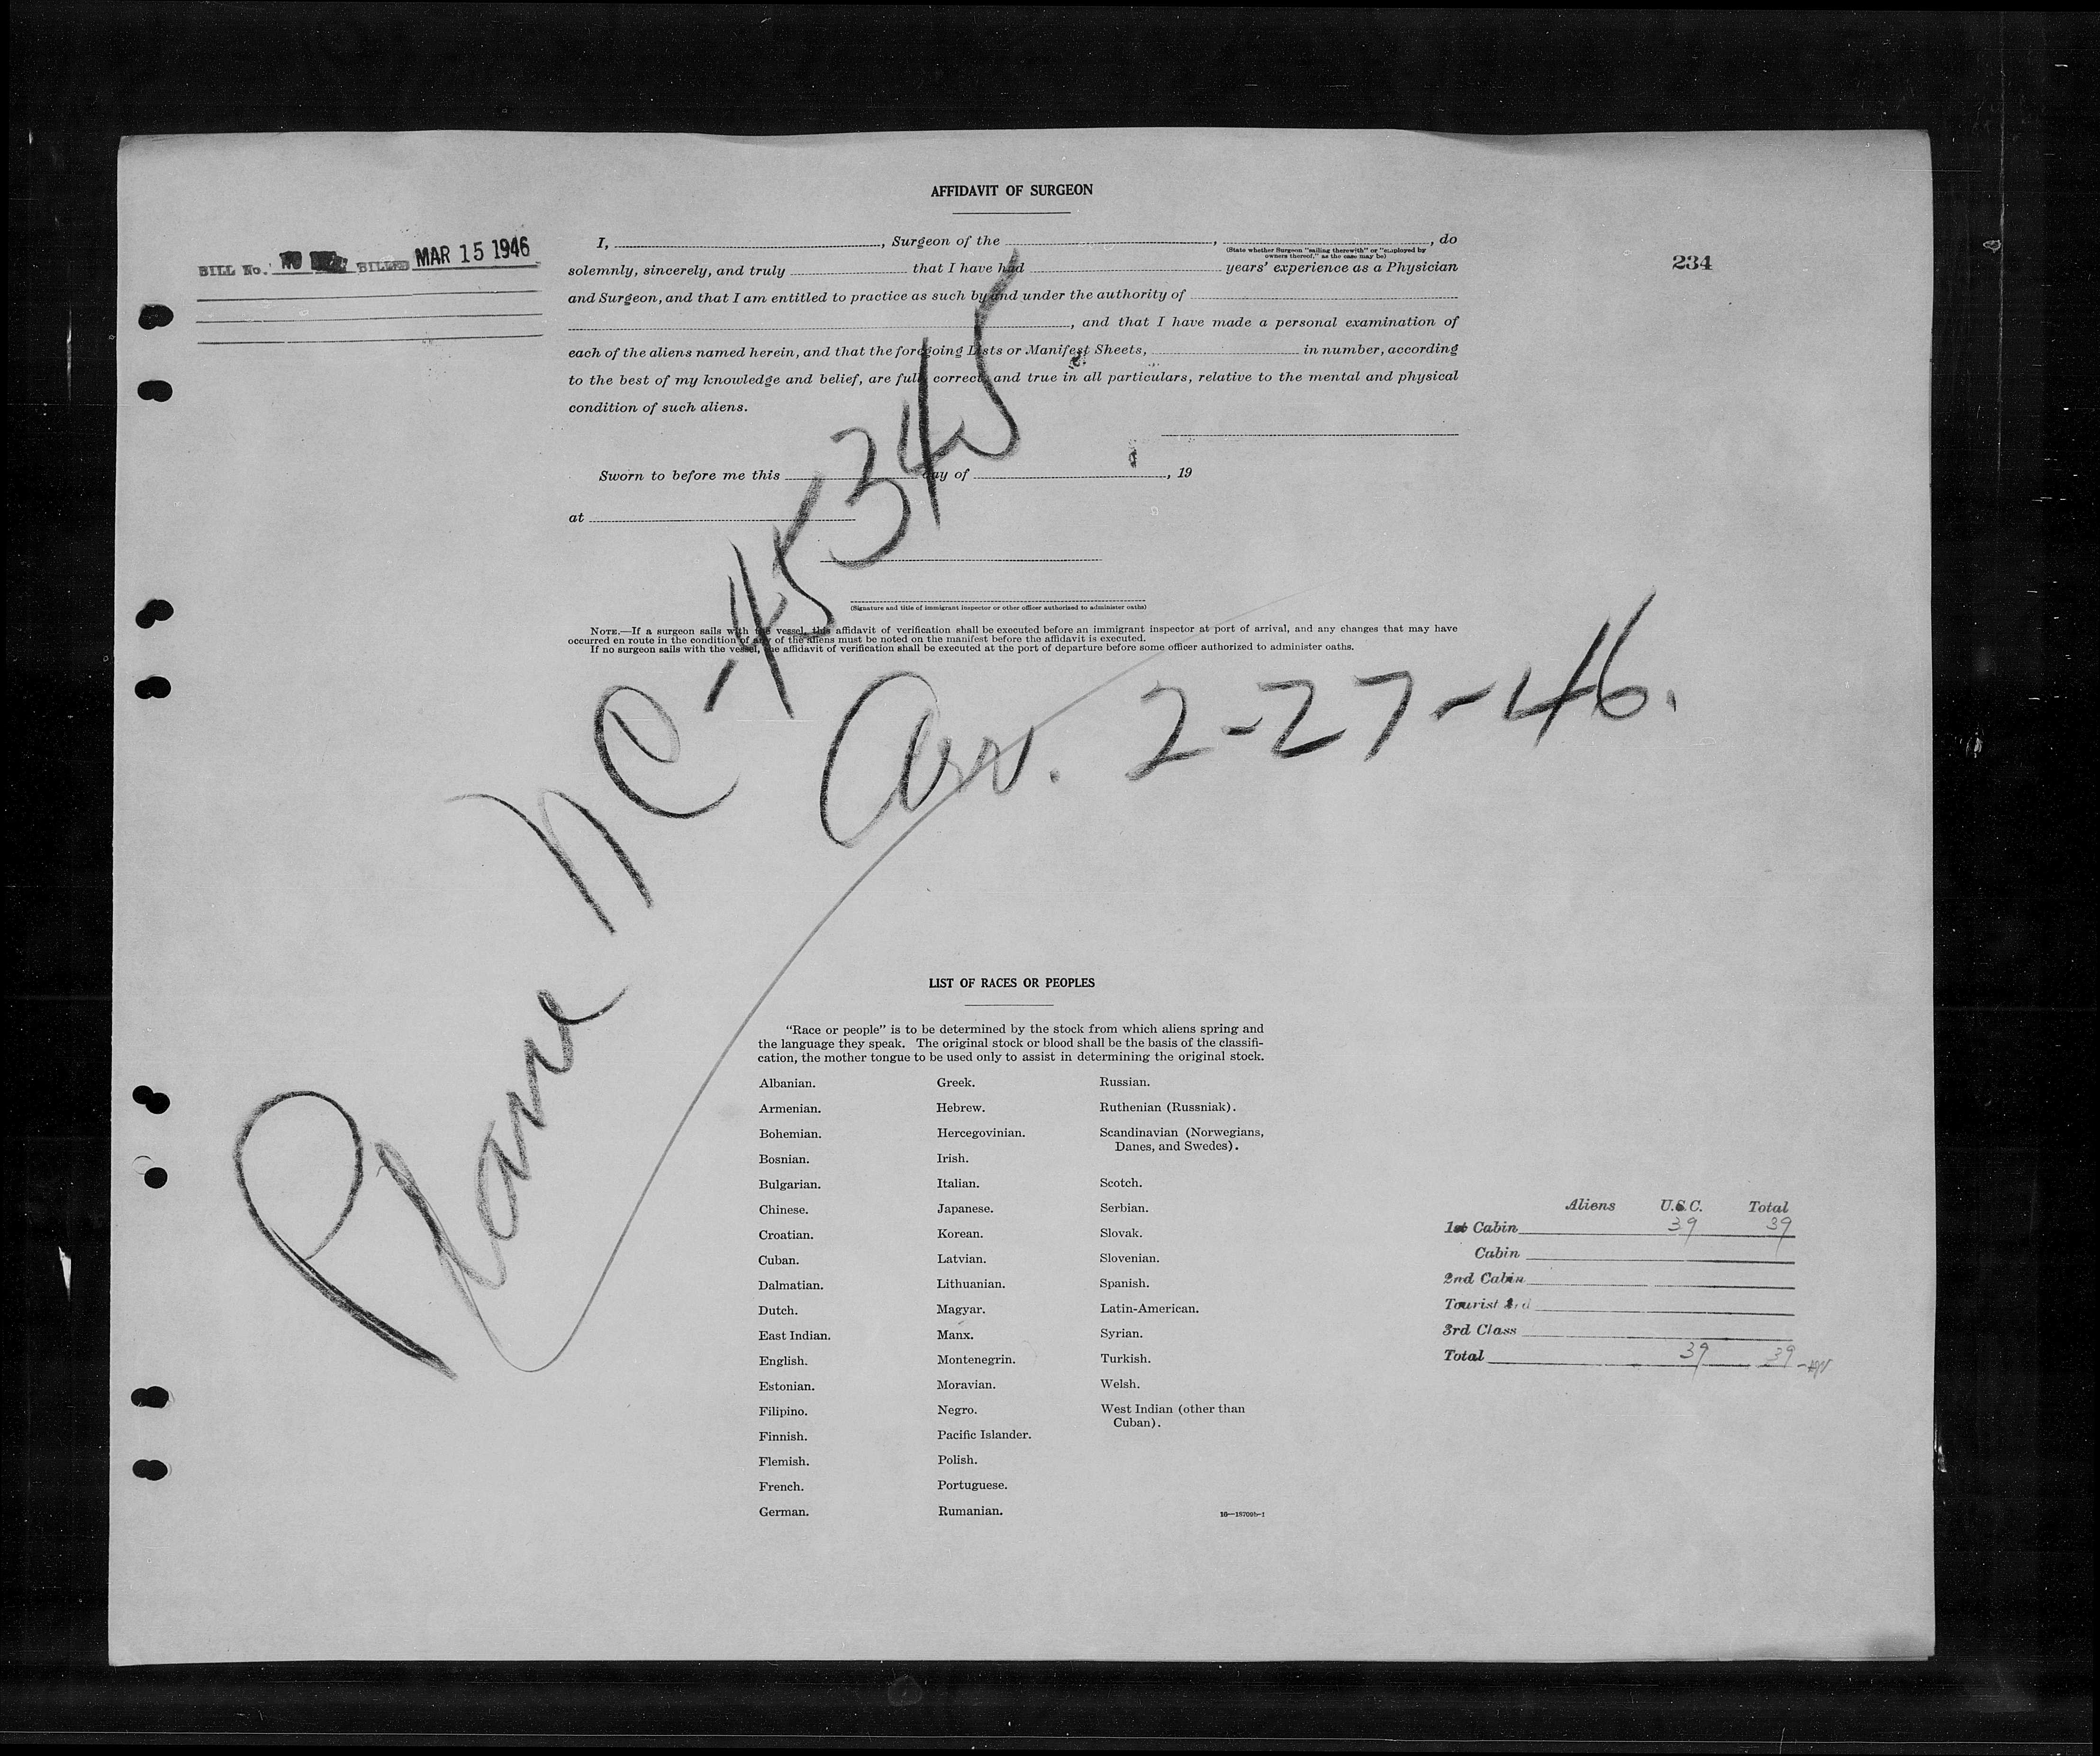 AFFIDAVIT OF SURGEON
BILL No. BILLED MAR 15 1946
234
I, , Surgeon of the , , do
(State whether Surgeon "sailing therewith" or "employed by owners thereof," as the case may be)
solemnly, sincerely, and truly that I have had years' experience as a Physician
and Surgeon, and that I am entitled to practice as such by and under the authority of
, and that I have made a personal examination of
each of the aliens named herein, and that the foregoing Lists or Manifest Sheets, in number, according
to the best of my knowledge and belief, are full, correct, and true in all particulars, relative to the mental and physical
condition of such aliens.
Sworn to before me this day of , 19
at
(Signature and title of immigrant inspector or other officer authorized to administer oaths)
NOTE.—If a surgeon sails with the vessel, this affidavit of verification shall be executed before an immigrant inspector at port of arrival, and any changes that may have
occurred en route in the condition of any of the aliens must be noted on the manifest before the affidavit is executed.
If no surgeon sails with the vessel, the affidavit of verification shall be executed at the port of departure before some officer authorized to administer oaths.
Plane NC-45345
Arr. 2-27-46.
LIST OF RACES OR PEOPLES
"Race or people" is to be determined by the stock from which aliens spring and
the language they speak. The original stock or blood shall be the basis of the classifi-
cation, the mother tongue to be used only to assist in determining the original stock.
Albanian.
Armenian.
Bohemian.
Bosnian.
Bulgarian.
Chinese.
Croatian.
Cuban.
Dalmatian.
Dutch.
East Indian.
English.
Estonian.
Filipino.
Finnish.
Flemish.
French.
German.
Greek.
Hebrew.
Hercegovinian.
Irish.
Italian.
Japanese.
Korean.
Latvian.
Lithuanian.
Magyar.
Manx.
Montenegrin.
Moravian.
Negro.
Pacific Islander.
Polish.
Portuguese.
Rumanian.
Russian.
Ruthenian (Russniak).
Scandinavian (Norwegians,
Danes, and Swedes).
Scotch.
Serbian.
Slovak.
Slovenian.
Spanish.
Latin-American.
Syrian.
Turkish.
Welsh.
West Indian (other than
Cuban).
16—18709b-1
Aliens U.S.C. Total
1st Cabin 39 39
Cabin
2nd Cabin
Tourist 3rd
3rd Class
Total 39 39